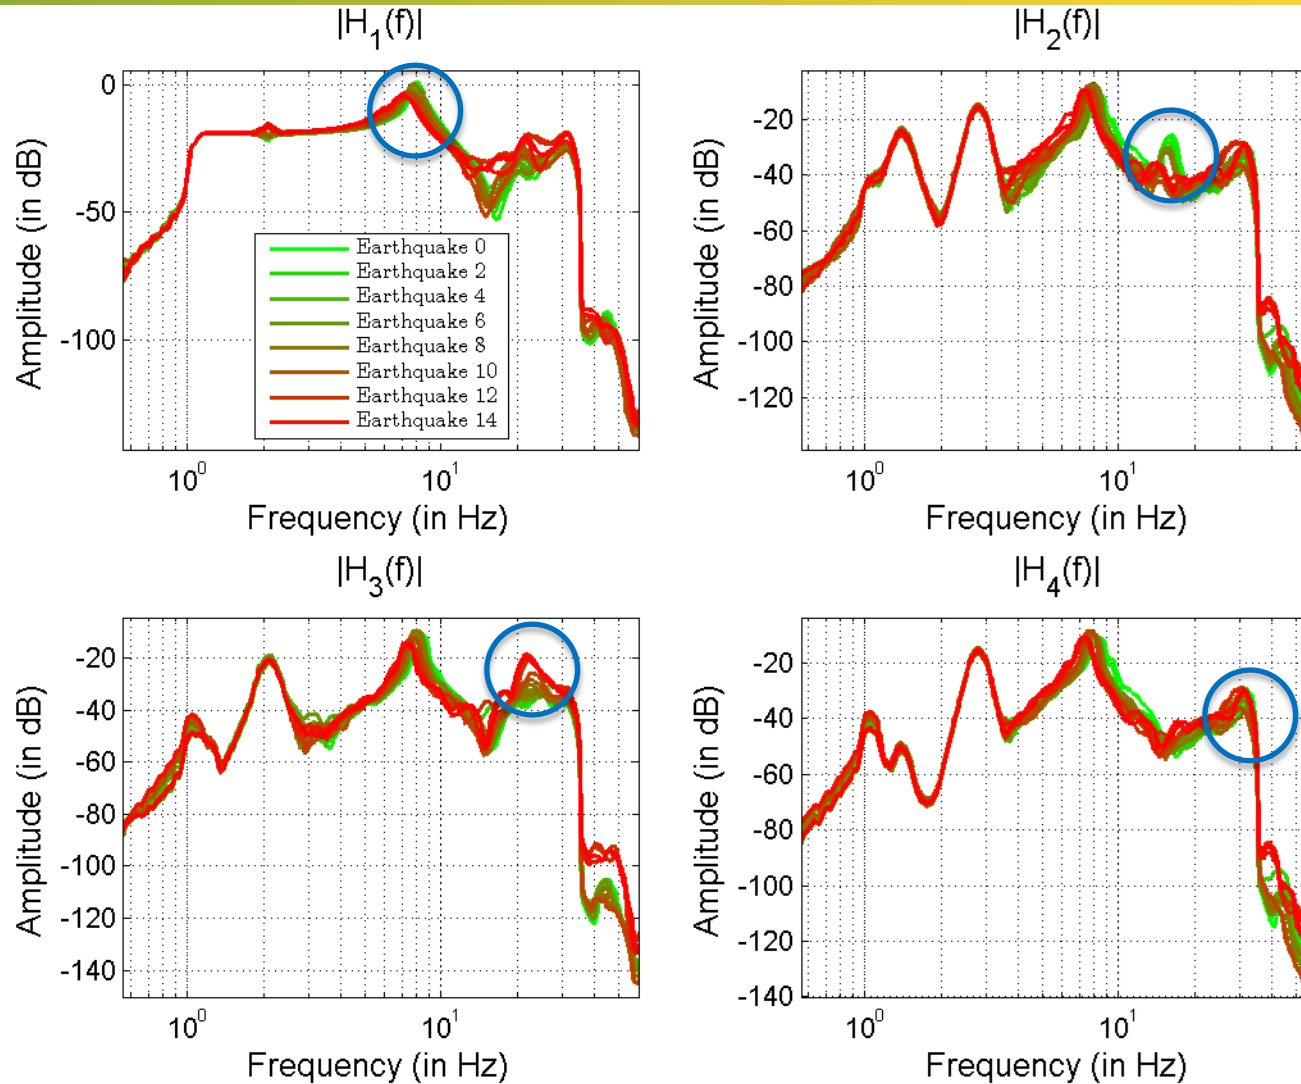 |H1(f)|
0
-50
-100
Amplitude (in dB)
Earthquake 0
Earthquake 2
Earthquake 4
Earthquake 6
Earthquake 8
Earthquake 10
Earthquake 12
Earthquake 14
10^0
10^1
Frequency (in Hz)
|H2(f)|
-20
-40
-60
-80
-100
-120
Amplitude (in dB)
10^0
10^1
Frequency (in Hz)
|H3(f)|
-20
-40
-60
-80
-100
-120
-140
Amplitude (in dB)
10^0
10^1
Frequency (in Hz)
|H4(f)|
-20
-40
-60
-80
-100
-120
-140
Amplitude (in dB)
10^0
10^1
Frequency (in Hz)